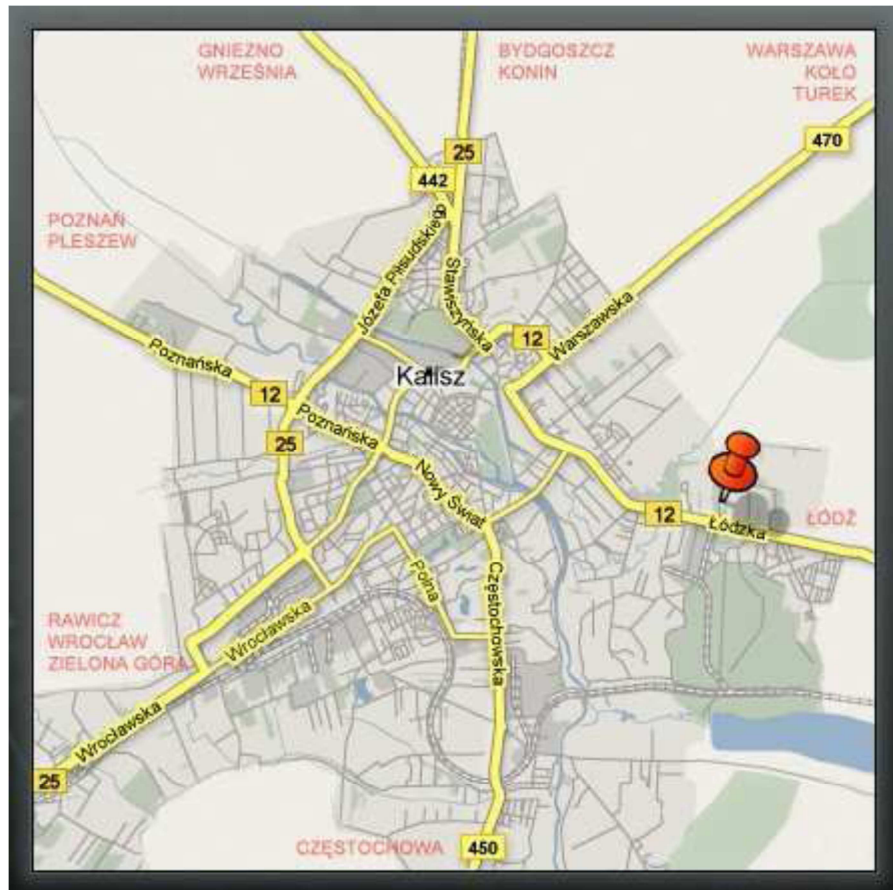 GNIEZNO
WRZEŚNIA
BYDGOSZCZ
KONIN
WARSZAWA
KOŁO
TUREK
470
25
442
POZNAŃ
PLESZEW
Józefa Piłsudskiego
Stawiszyńska
Warszawska
12
Poznańska
Kalisz
12
25
Poznańska
Nowy Świat
12
Łódzka
ŁÓDŹ
Polna
Częstochowska
RAWICZ
WROCŁAW
ZIELONA GÓRA
Wrocławska
Wrocławska
25
CZĘSTOCHOWA
450